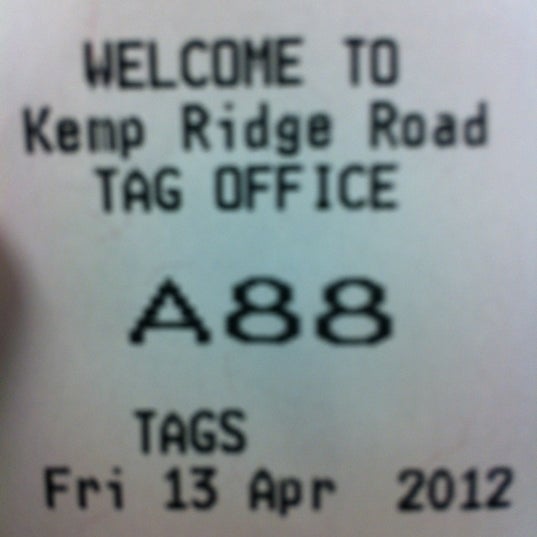 WELCOME TO
Kemp Ridge Road
TAG OFFICE
A88
TAGS
Fri 13 Apr 2012